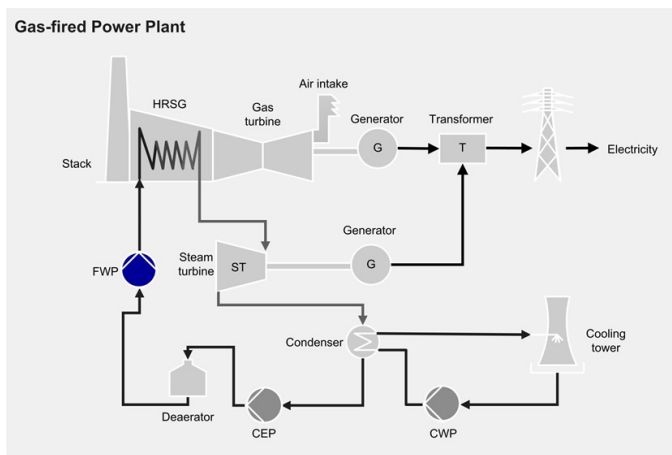 Gas-fired Power Plant
Air intake
HRSG
Gas
turbine
Generator
Transformer
Stack
G
T
Electricity
Generator
Steam
turbine
ST
G
FWP
Condenser
Cooling
tower
Deaerator
CEP
CWP